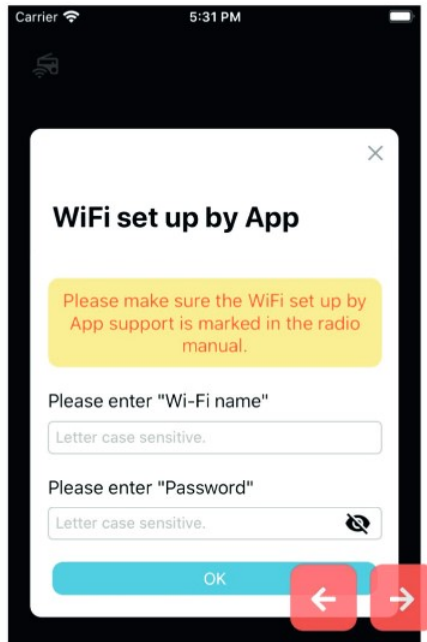 Carrier 5:31 PM
WiFi set up by App
Please make sure the WiFi set up by
App support is marked in the radio
manual.
Please enter "Wi-Fi name"
Letter case sensitive.
Please enter "Password"
Letter case sensitive.
OK